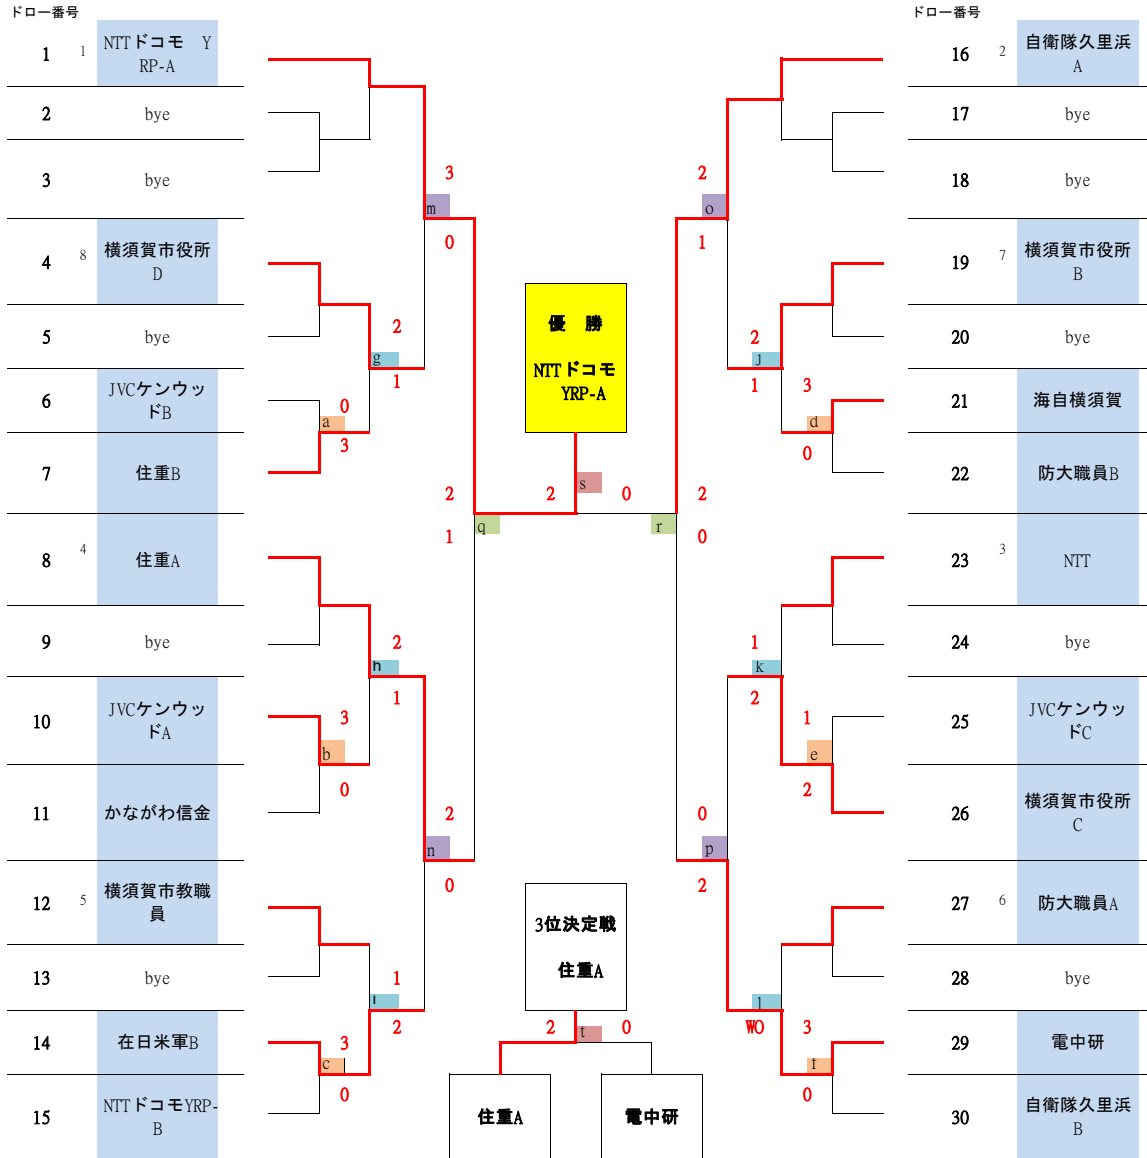 ドロー番号
1 1 NTTドコモ Y
RP-A
2 bye
3 bye
4 8 横須賀市役所
D
5 bye
6 JVCケンウッ
ドB
7 住重B
8 4 住重A
9 bye
10 JVCケンウッ
ドA
11 かながわ信金
12 5 横須賀市教職
員
13 bye
14 在日米軍B
15 NTTドコモYRP-
B
3
m
0
2
g
1
0
a
3
2
q
1
2
h
1
3
b
0
2
n
0
1
i
2
3
c
0
優 勝
NTTドコモ
YRP-A
2 s 0
3位決定戦
住重A
2 t 0
住重A
電中研
2
o
1
2
j
1
3
d
0
2
r
0
1
k
2
1
e
2
0
p
2
l
WO
3
f
0
ドロー番号
16 2 自衛隊久里浜
A
17 bye
18 bye
19 7 横須賀市役所
B
20 bye
21 海自横須賀
22 防大職員B
23 3 NTT
24 bye
25 JVCケンウッ
ドC
26 横須賀市役所
C
27 6 防大職員A
28 bye
29 電中研
30 自衛隊久里浜
B